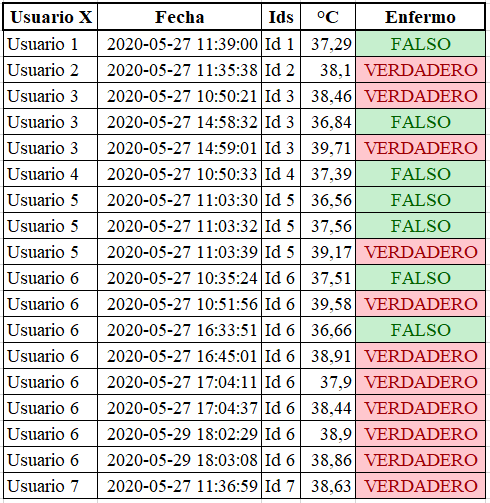 Usuario X Fecha Ids °C Enfermo
Usuario 1 2020-05-27 11:39:00 Id 1 37,29 FALSO
Usuario 2 2020-05-27 11:35:38 Id 2 38,1 VERDADERO
Usuario 3 2020-05-27 10:50:21 Id 3 38,46 VERDADERO
Usuario 3 2020-05-27 14:58:32 Id 3 36,84 FALSO
Usuario 3 2020-05-27 14:59:01 Id 3 39,71 VERDADERO
Usuario 4 2020-05-27 10:50:33 Id 4 37,39 FALSO
Usuario 5 2020-05-27 11:03:30 Id 5 36,56 FALSO
Usuario 5 2020-05-27 11:03:32 Id 5 37,56 FALSO
Usuario 5 2020-05-27 11:03:39 Id 5 39,17 VERDADERO
Usuario 6 2020-05-27 10:35:24 Id 6 37,51 FALSO
Usuario 6 2020-05-27 10:51:56 Id 6 39,58 VERDADERO
Usuario 6 2020-05-27 16:33:51 Id 6 36,66 FALSO
Usuario 6 2020-05-27 16:45:01 Id 6 38,91 VERDADERO
Usuario 6 2020-05-27 17:04:11 Id 6 37,9 VERDADERO
Usuario 6 2020-05-27 17:04:37 Id 6 38,44 VERDADERO
Usuario 6 2020-05-29 18:02:29 Id 6 38,9 VERDADERO
Usuario 6 2020-05-29 18:03:08 Id 6 38,86 VERDADERO
Usuario 7 2020-05-27 11:36:59 Id 7 38,63 VERDADERO